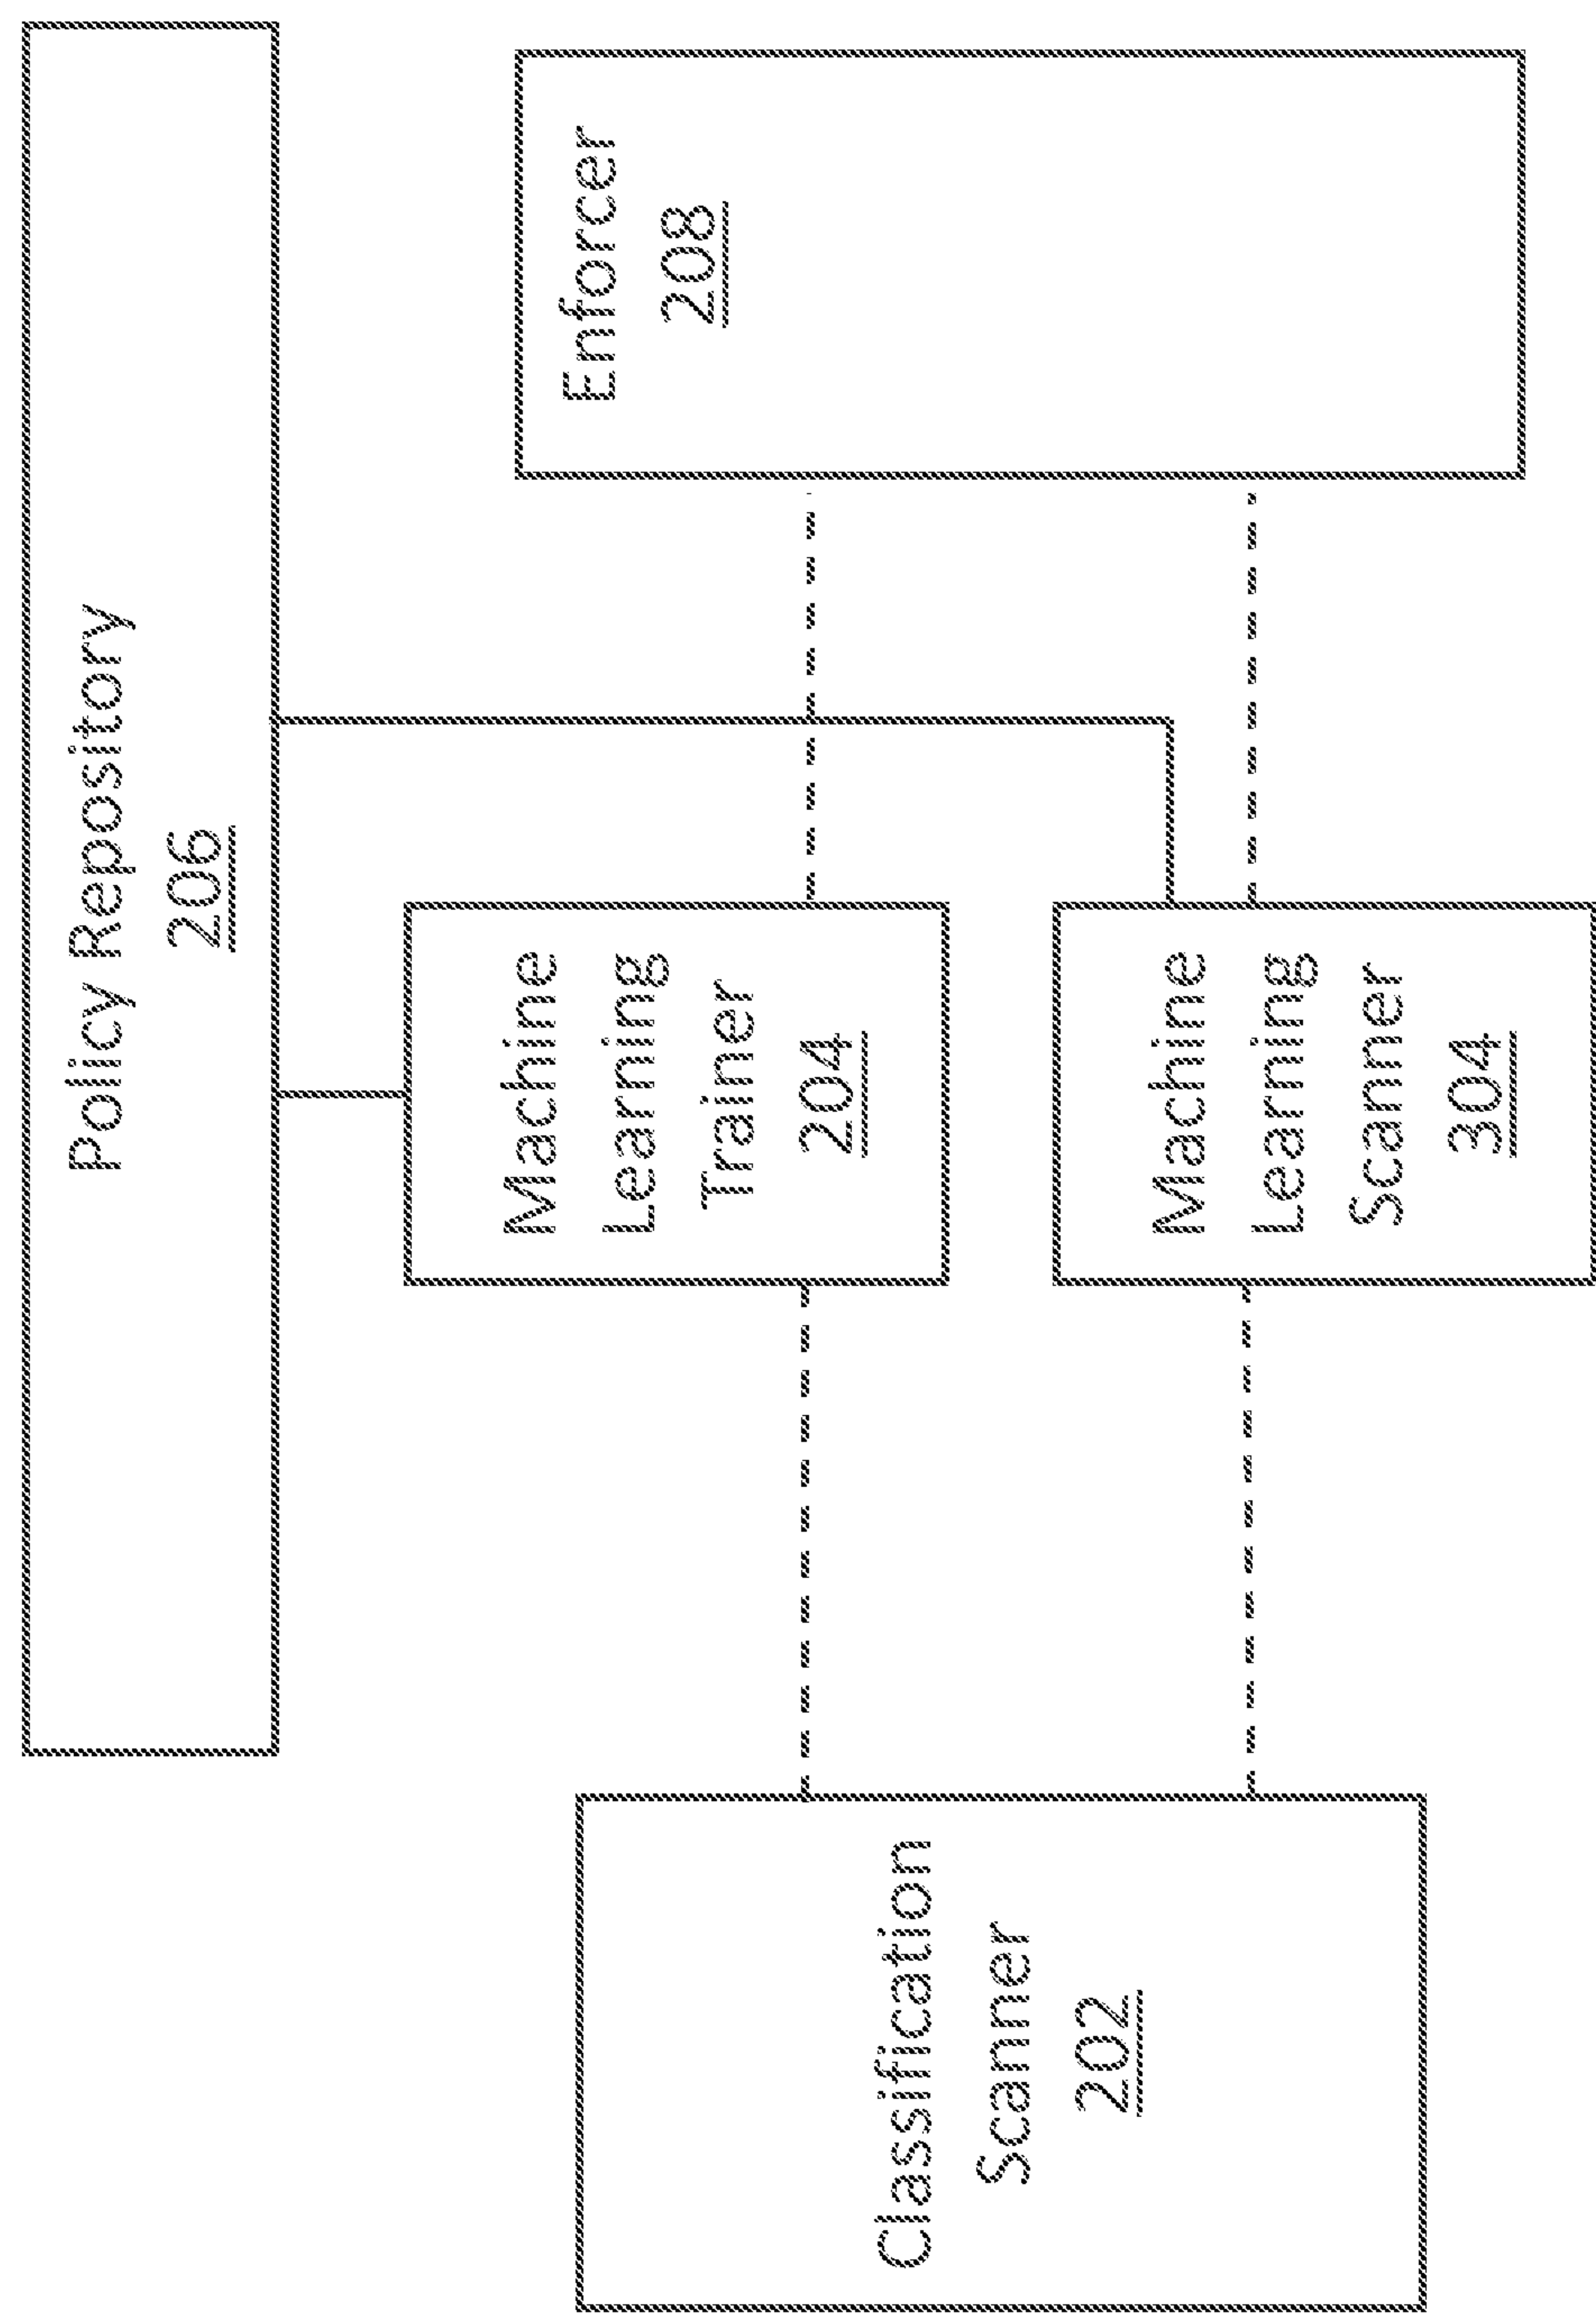 Policy Repository
206
Classification
Scanner
202
Machine
Learning
Trainer
204
Machine
Learning
Scanner
304
Enforcer
208